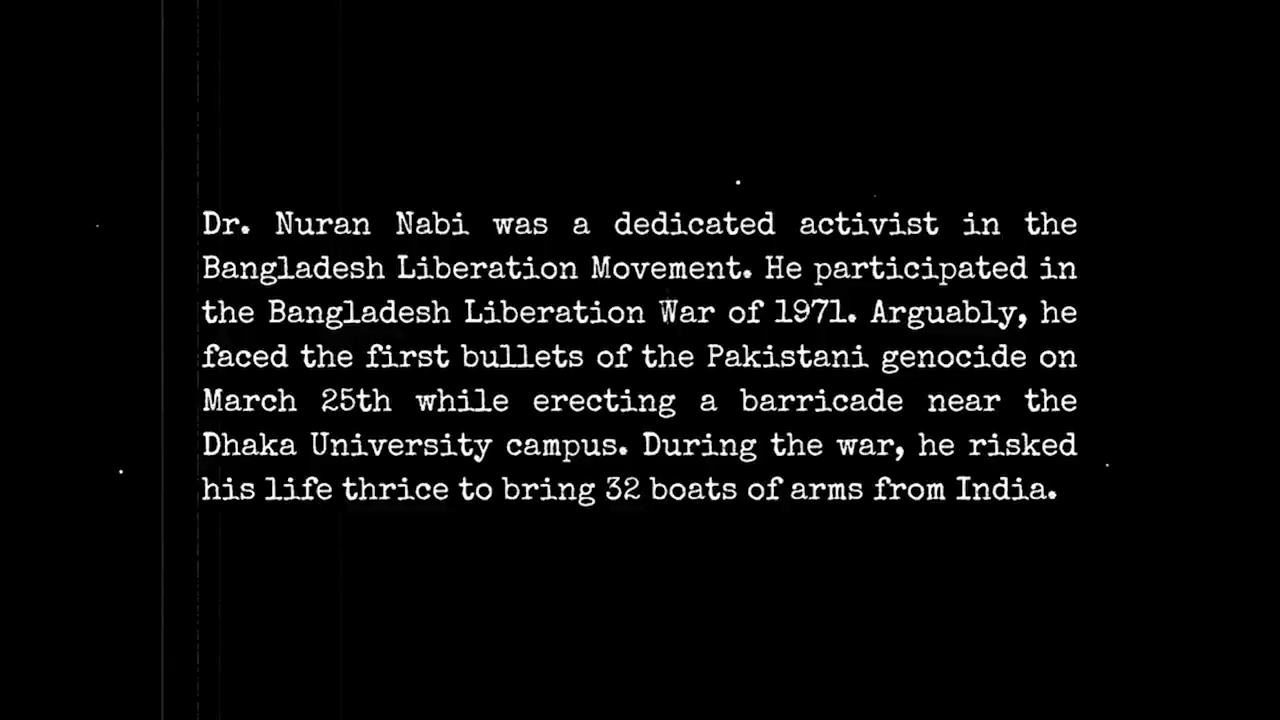 Dr. Nuran Nabi was a dedicated activist in the
Bangladesh Liberation Movement. He participated in
the Bangladesh Liberation War of 1971. Arguably, he
faced the first bullets of the Pakistani genocide on
March 25th while erecting a barricade near the
Dhaka University campus. During the war, he risked
his life thrice to bring 32 boats of arms from India.